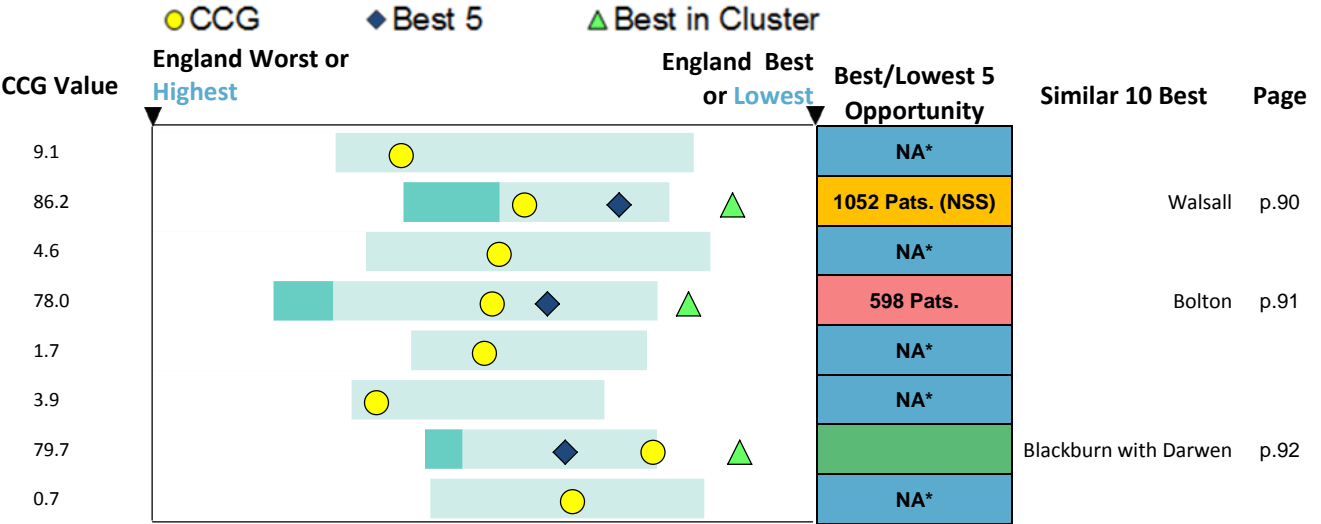 CCG Best 5 Best in Cluster
CCG Value England Worst or Highest England Best or Lowest Best/Lowest 5 Opportunity Similar 10 Best Page
9.1 NA*
86.2 1052 Pats. (NSS) Walsall p.90
4.6 NA*
78.0 598 Pats. Bolton p.91
1.7 NA*
3.9 NA*
79.7 Blackburn with Darwen p.92
0.7 NA*